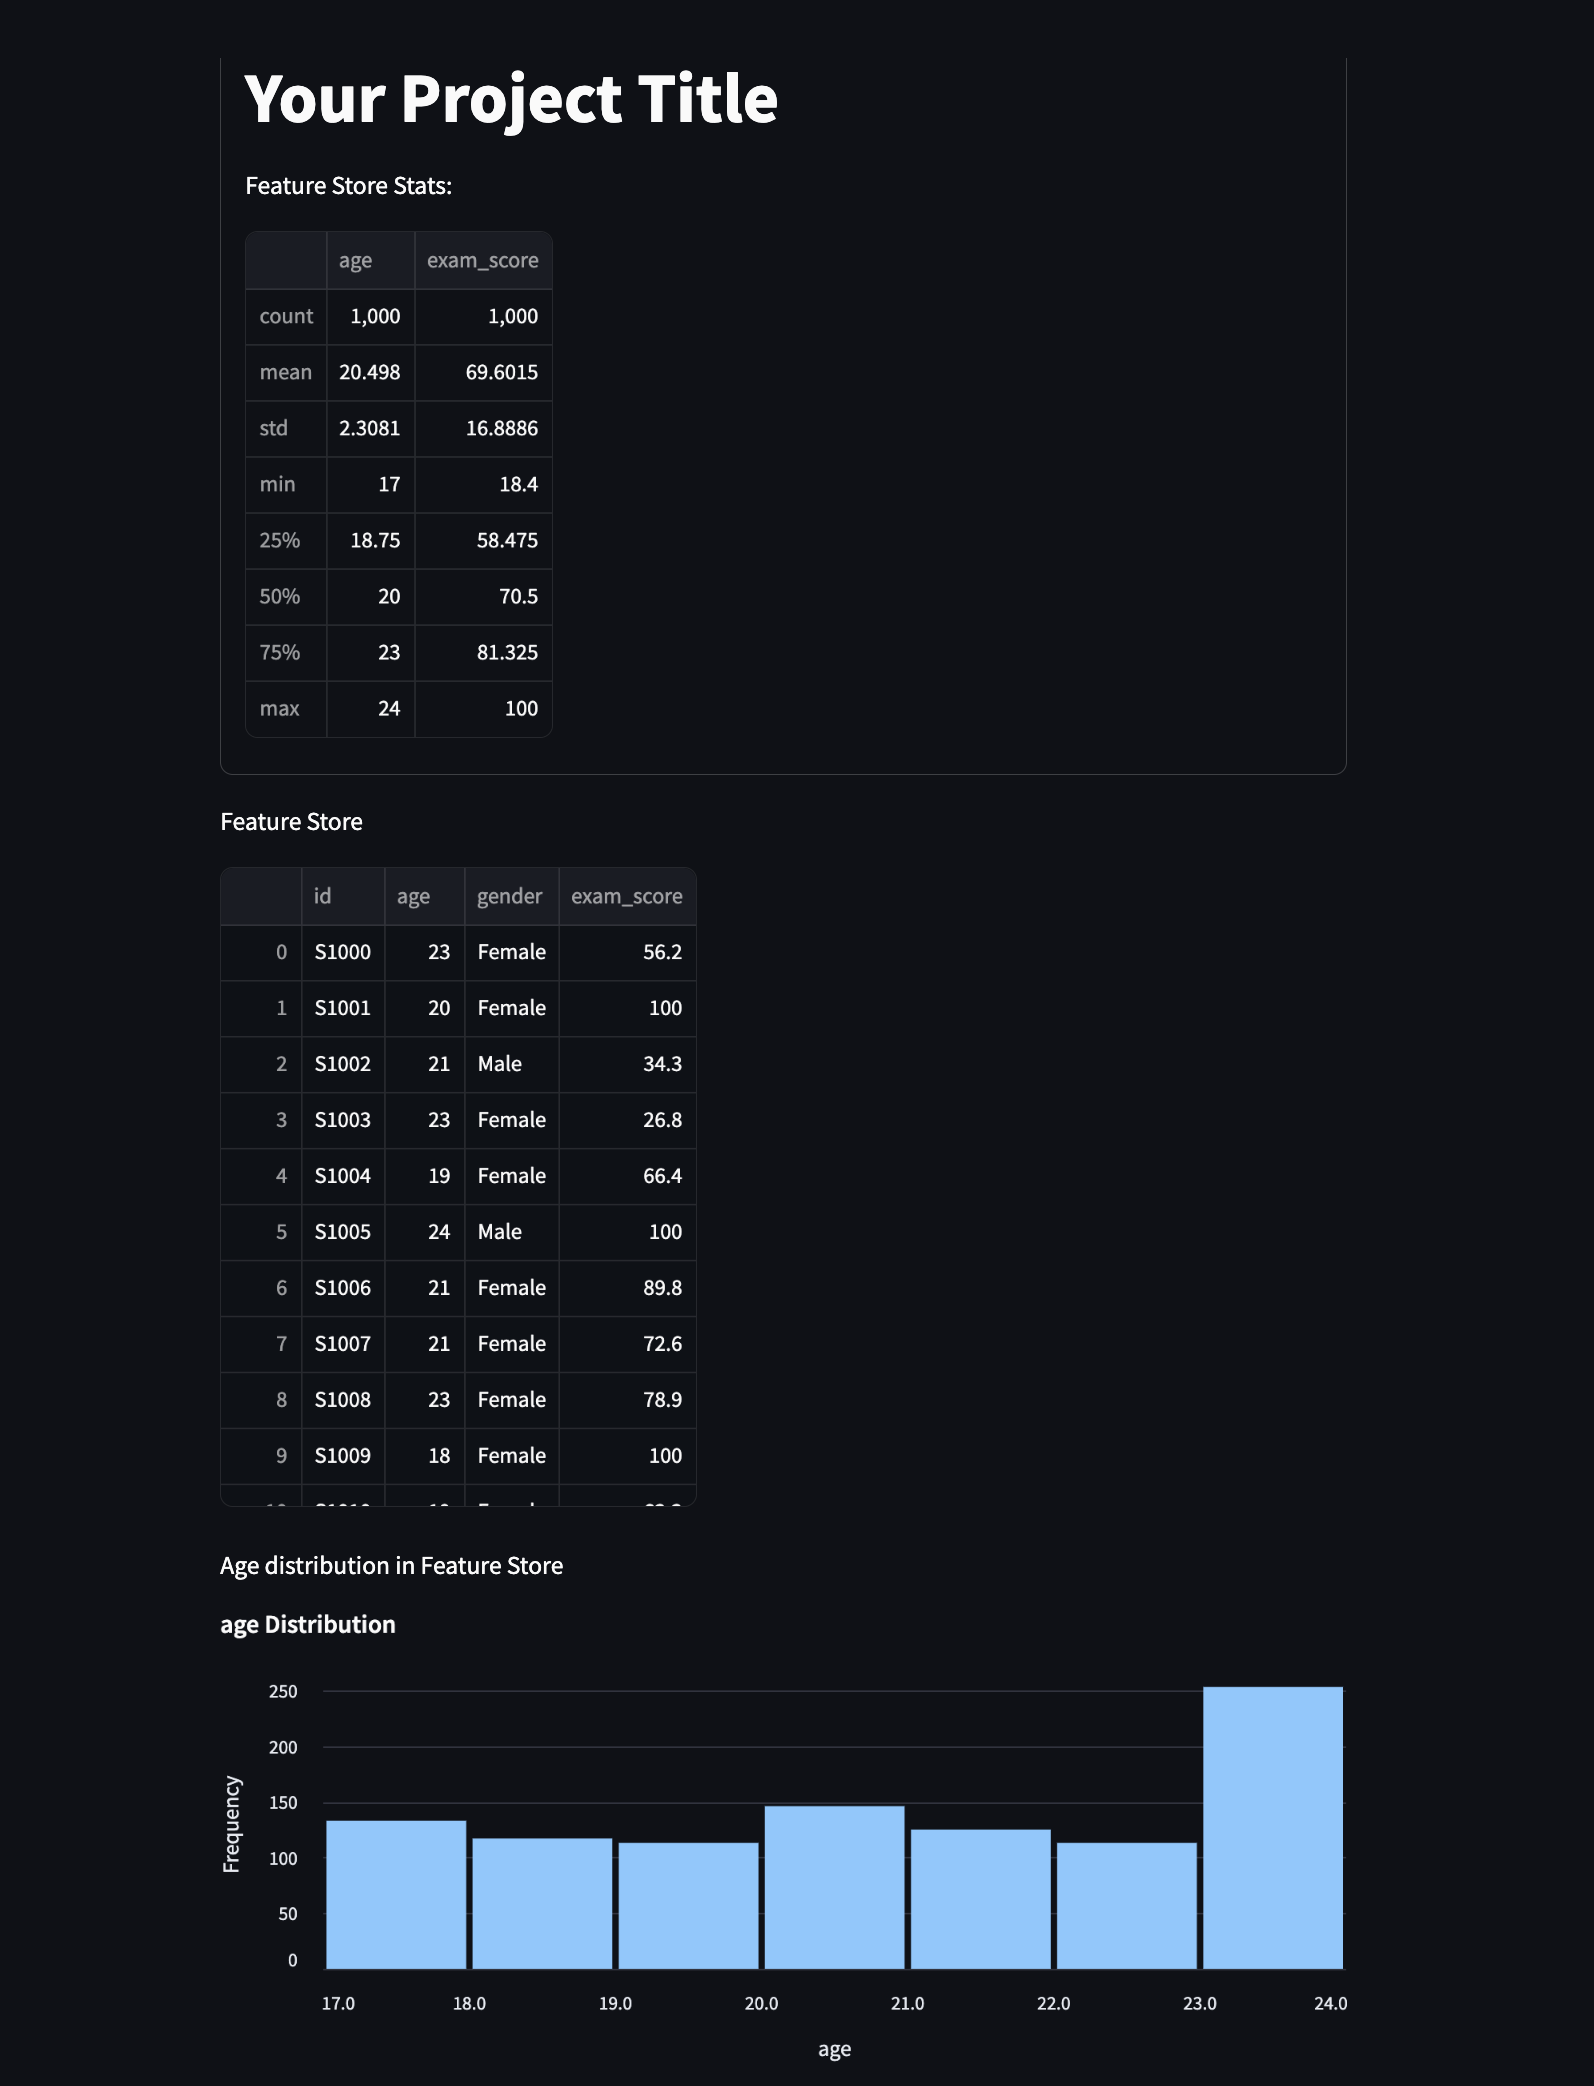 Your Project Title
Feature Store Stats:
age exam_score
count 1,000 1,000
mean 20.498 69.6015
std 2.3081 16.8886
min 17 18.4
25% 18.75 58.475
50% 20 70.5
75% 23 81.325
max 24 100
Feature Store
id age gender exam_score
0 S1000 23 Female 56.2
1 S1001 20 Female 100
2 S1002 21 Male 34.3
3 S1003 23 Female 26.8
4 S1004 19 Female 66.4
5 S1005 24 Male 100
6 S1006 21 Female 89.8
7 S1007 21 Female 72.6
8 S1008 23 Female 78.9
9 S1009 18 Female 100
Age distribution in Feature Store
age Distribution
Frequency
250
200
150
100
50
0
17.0 18.0 19.0 20.0 21.0 22.0 23.0 24.0
age